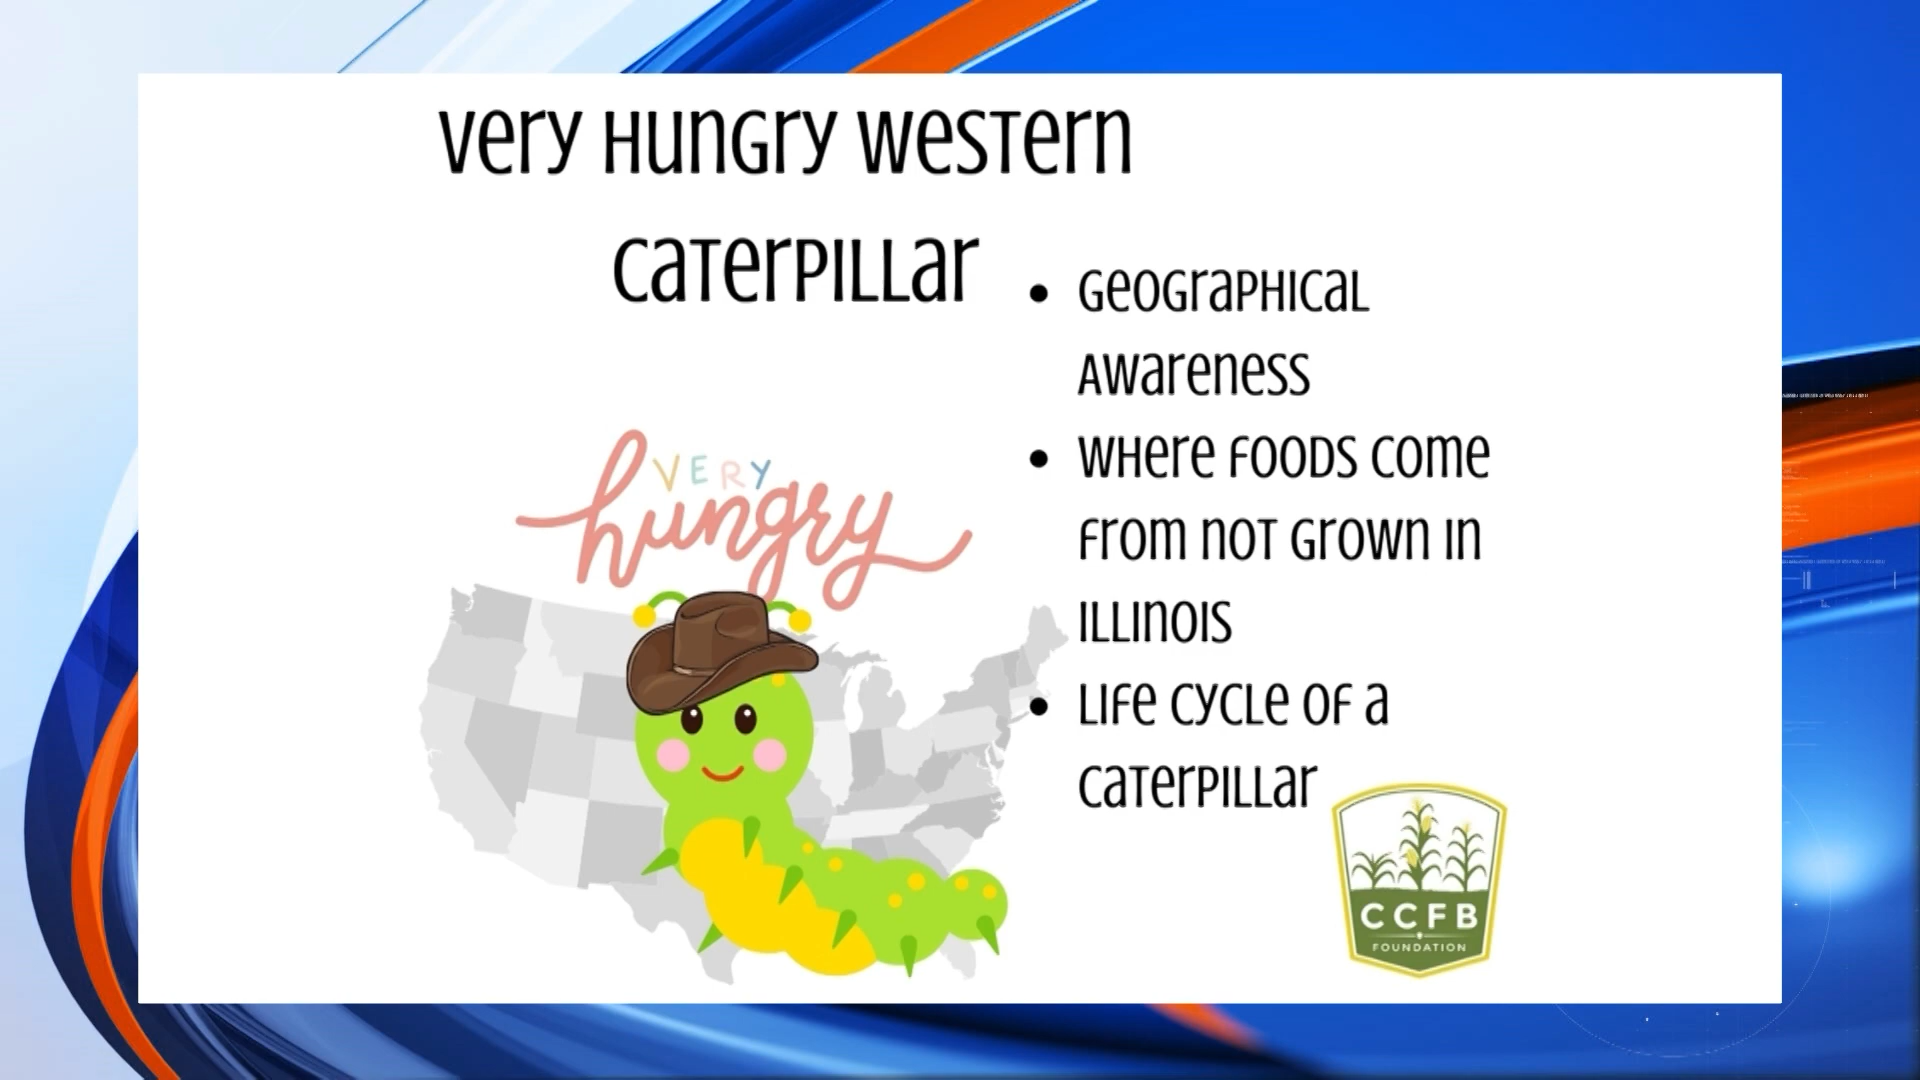 Very Hungry Western
Caterpillar
• Geographical
Awareness
• Where foods come
from not grown in
Illinois
• Life cycle of a
caterpillar
VERY
hungry
CCFB
FOUNDATION